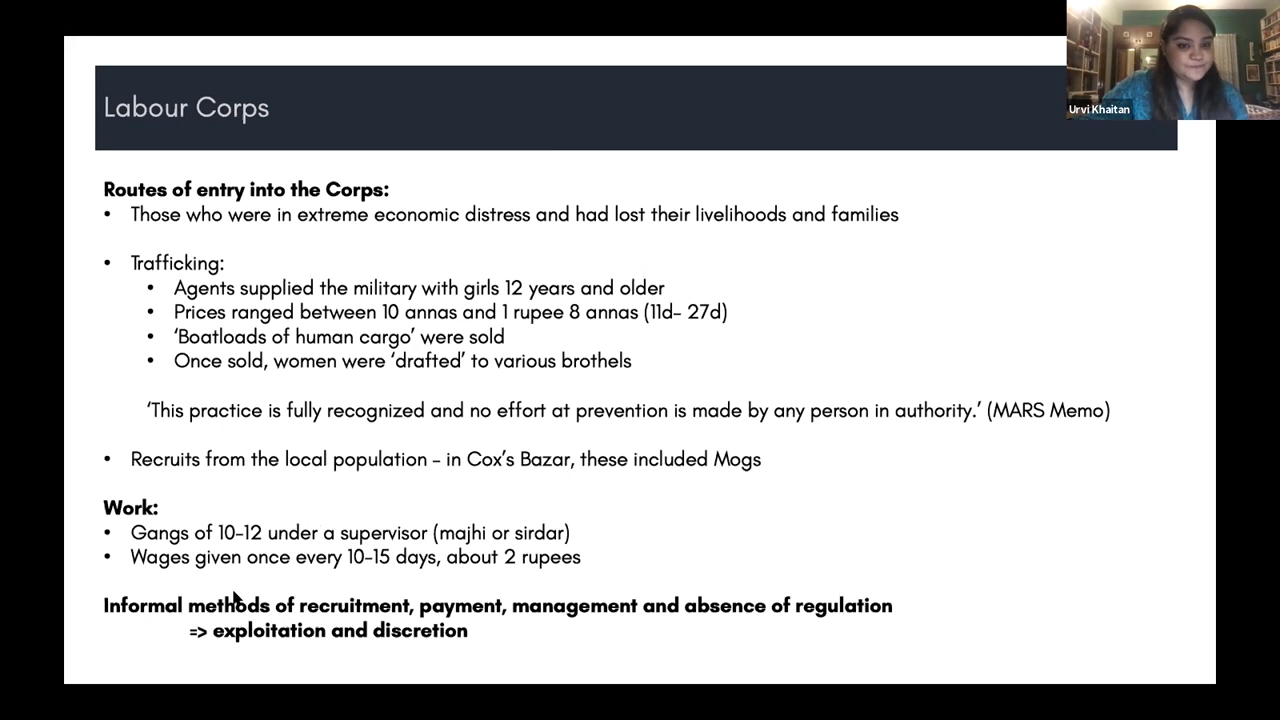 Urvi Khaitan
Labour Corps
Routes of entry into the Corps:
• Those who were in extreme economic distress and had lost their livelihoods and families
• Trafficking:
• Agents supplied the military with girls 12 years and older
• Prices ranged between 10 annas and 1 rupee 8 annas (11d– 27d)
• ‘Boatloads of human cargo’ were sold
• Once sold, women were ‘drafted’ to various brothels
‘This practice is fully recognized and no effort at prevention is made by any person in authority.’ (MARS Memo)
• Recruits from the local population – in Cox’s Bazar, these included Mogs
Work:
• Gangs of 10-12 under a supervisor (majhi or sirdar)
• Wages given once every 10-15 days, about 2 rupees
Informal methods of recruitment, payment, management and absence of regulation
=> exploitation and discretion